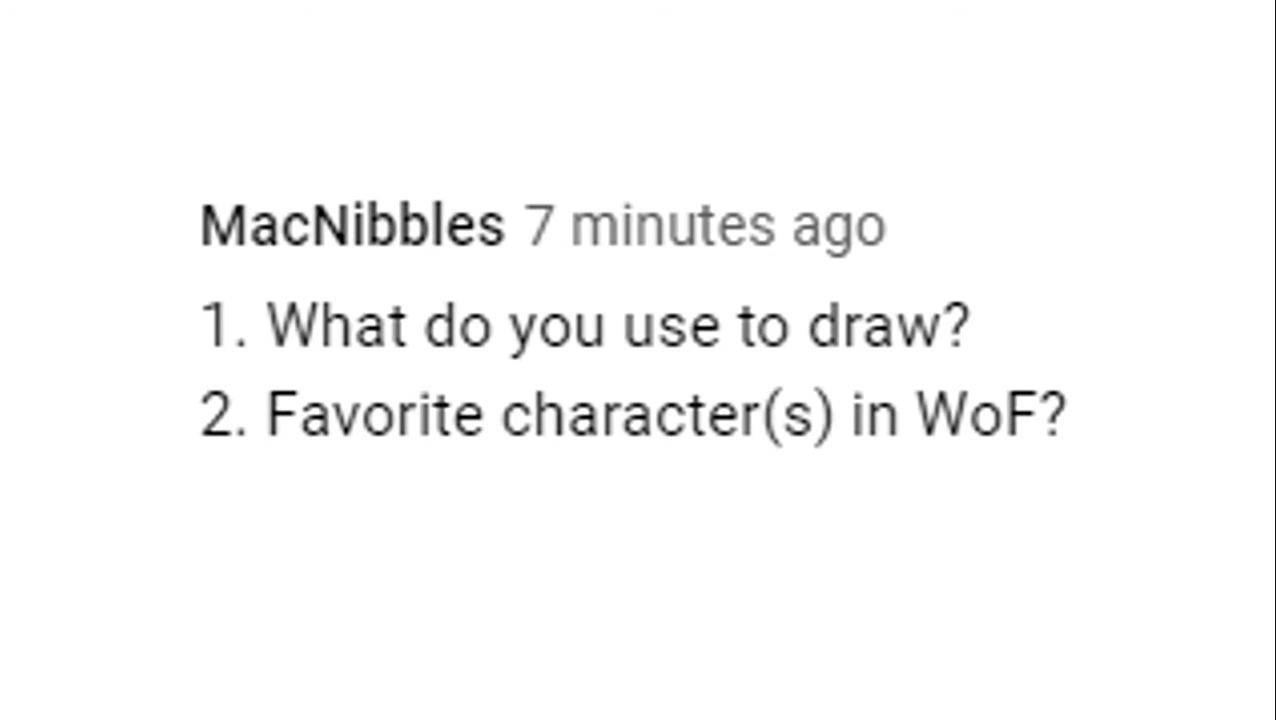 MacNibbles 7 minutes ago
1. What do you use to draw?
2. Favorite character(s) in WoF?